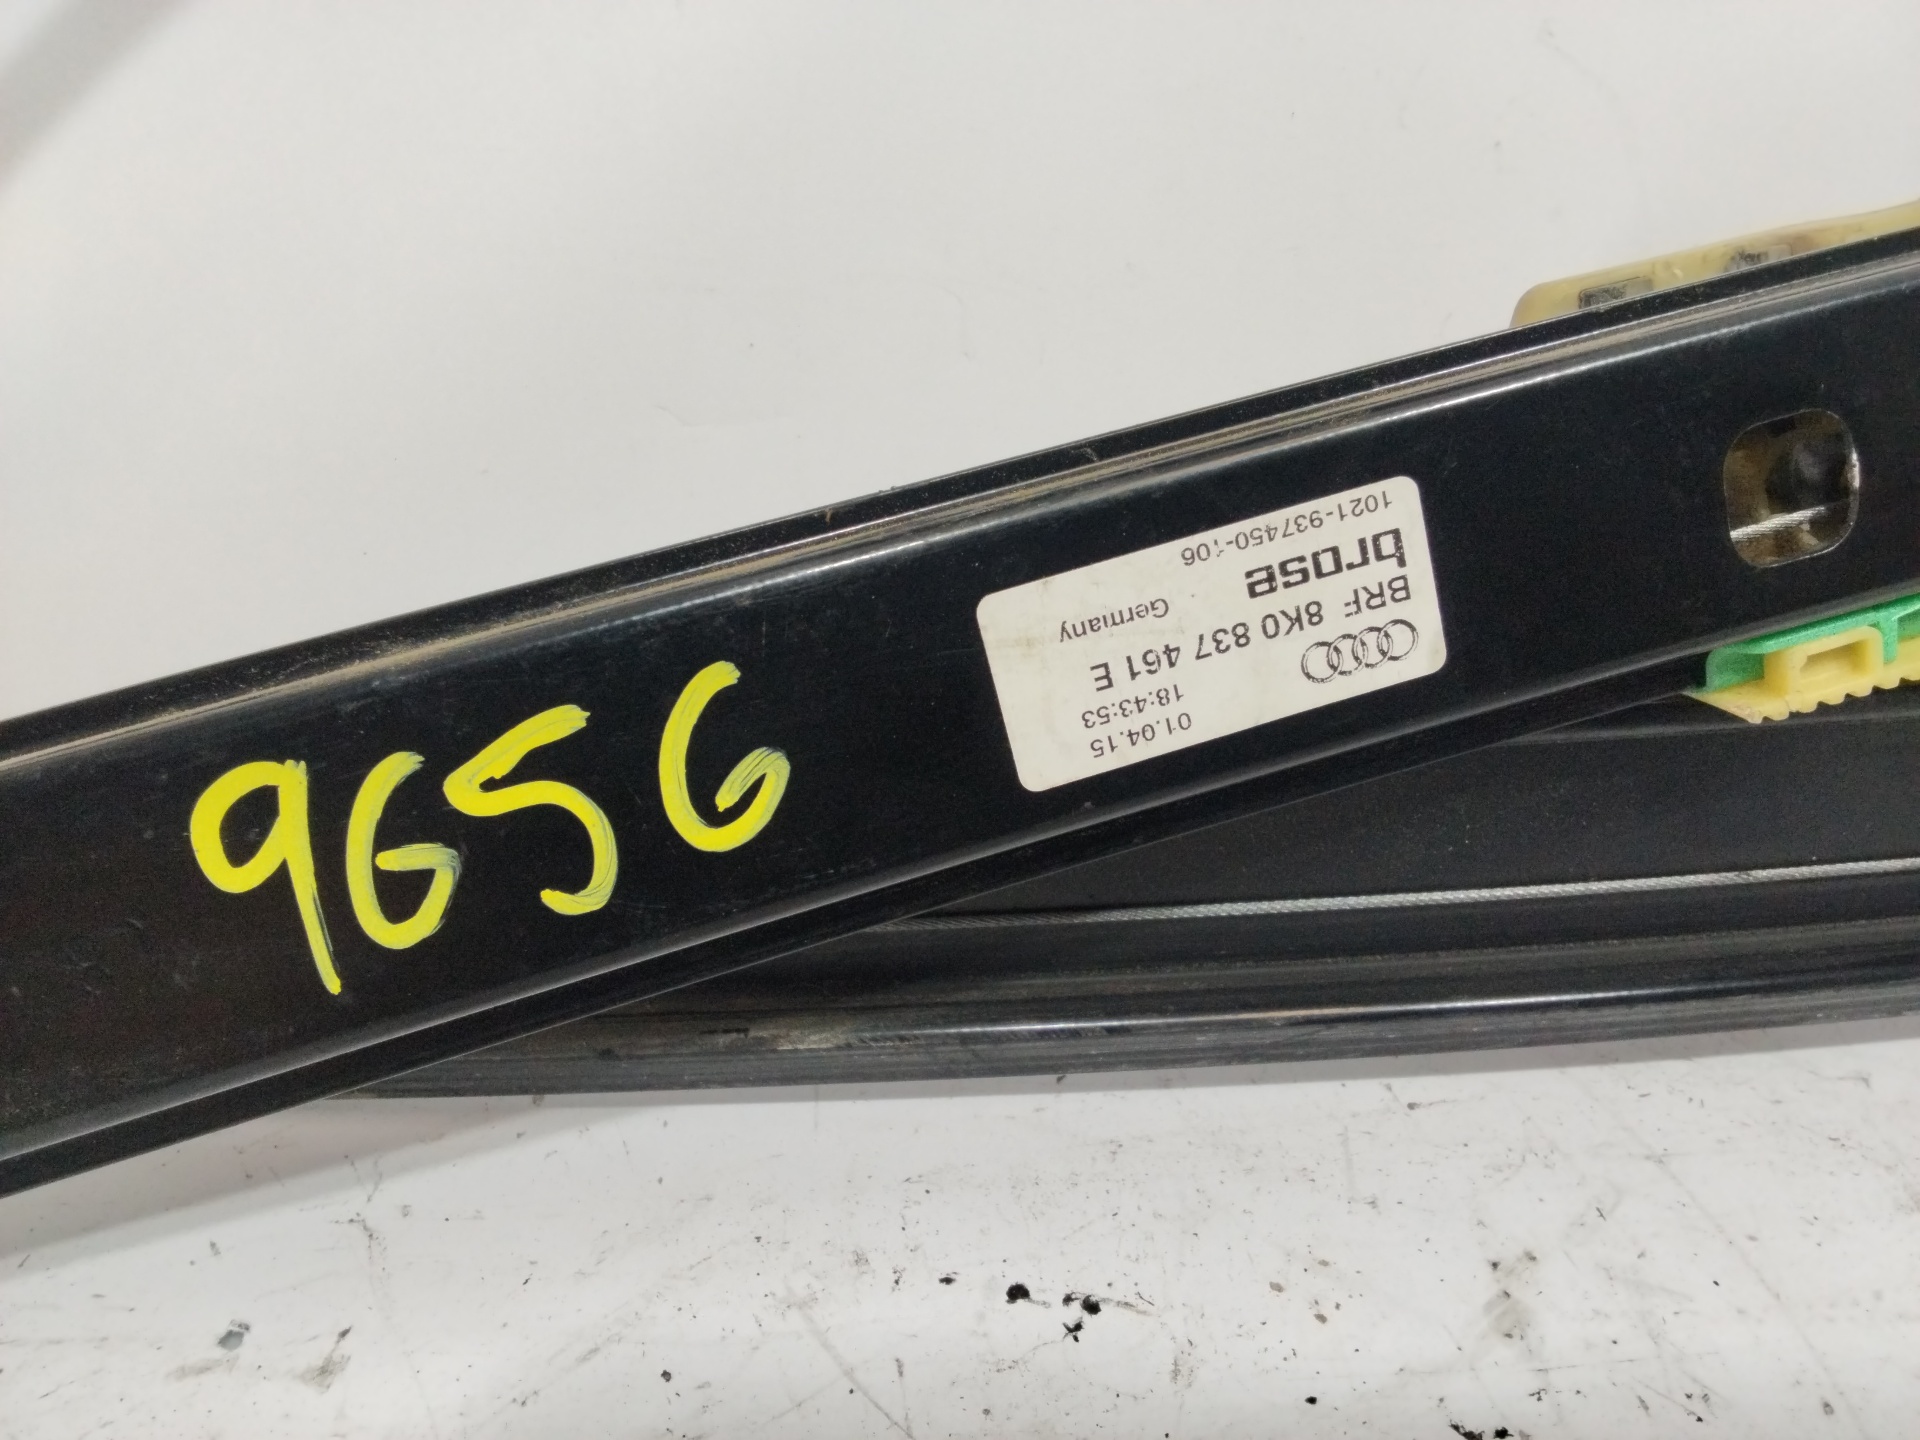 9656
1021-937450-106
brose
BRF 8K0 837 461 E
Germany
01.04.15
18:43:53